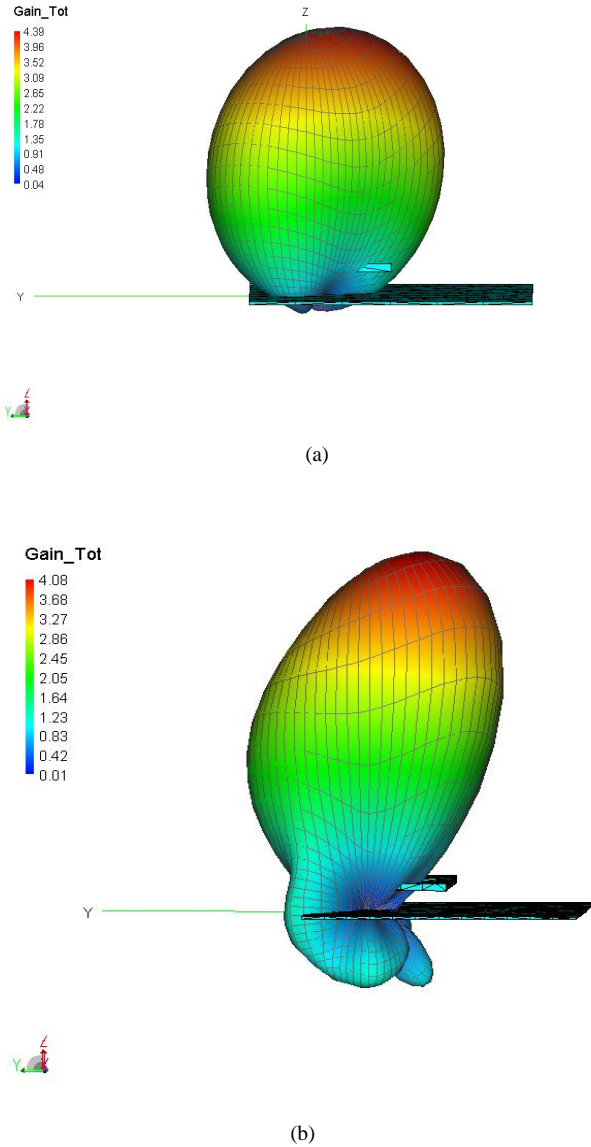 Gain_Tot
4.39
3.96
3.52
3.09
2.65
2.22
1.78
1.35
0.91
0.48
0.04
Z
Y
Z
Y
(a)
Gain_Tot
4.08
3.68
3.27
2.86
2.45
2.05
1.64
1.23
0.83
0.42
0.01
Y
Z
Y
(b)